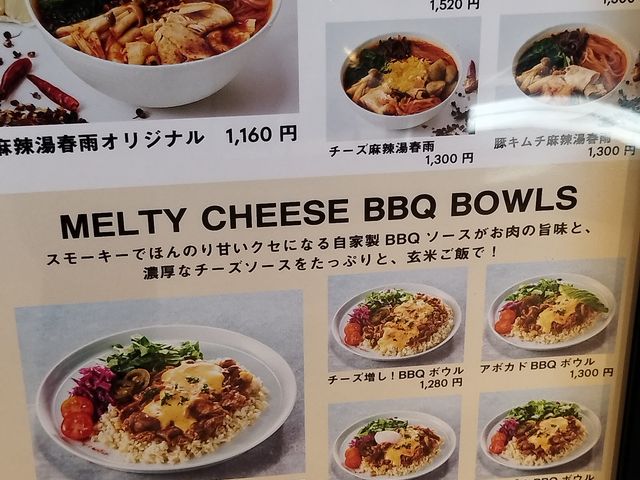 1,520 円
麻辣湯春雨オリジナル 1,160 円
チーズ麻辣湯春雨
1,300 円
豚キムチ麻辣湯春雨
1,300 円
MELTY CHEESE BBQ BOWLS
スモーキーでほんのり甘いクセになる自家製 BBQ ソースがお肉の旨味と、
濃厚なチーズソースをたっぷりと、玄米ご飯で！
チーズ増し！BBQ ボウル
1,280 円
アボカド BBQ ボウル
1,300 円